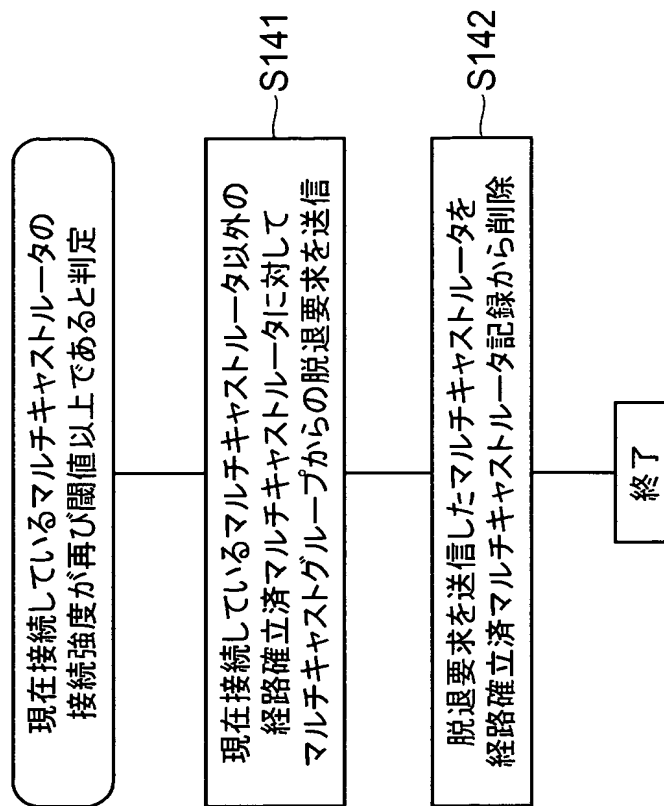 現在接続しているマルチキャストルータの
接続強度が再び閾値以上であると判定
現在接続しているマルチキャストルータ以外の
経路確立済マルチキャストルータに対して
マルチキャストグループからの脱退要求を送信
S141
脱退要求を送信したマルチキャストルータを
経路確立済マルチキャストルータ記録から削除
S142
終了